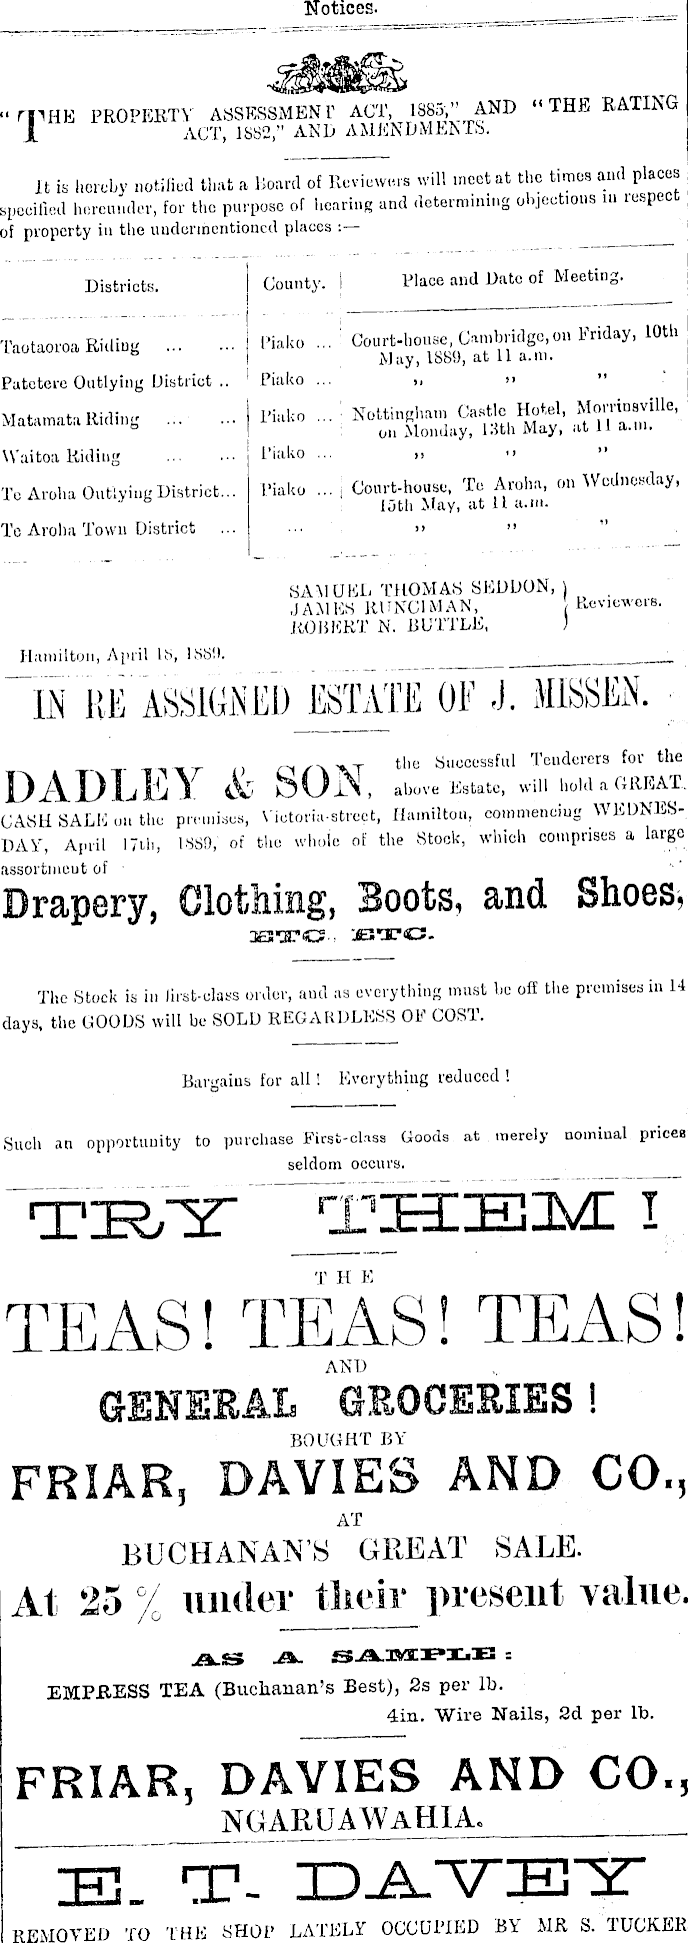 Notices.
"THE PROPERTY ASSESSMENT ACT, 1885," AND "THE RATING
ACT, 1882," AND AMENDMENTS.
It is hereby notified that a Board of Reviewers will meet at the times and places
specified hereunder, for the purpose of hearing and determining objections in respect
of property in the undermentioned places :—
Districts. County. Place and Date of Meeting.
Taotaoroa Riding ... ... Piako ... Court-house, Cambridge, on Friday, 10th
May, 1889, at 11 a.m.
Patetere Outlying District .. Piako ... ,, ,, ,,
Matamata Riding ... ... Piako ... Nottingham Castle Hotel, Morrinsville,
on Monday, 13th May, at 11 a.m.
Waitoa Riding ... ... Piako ... ,, ,, ,,
Te Aroha Outlying District... Piako ... Court-house, Te Aroha, on Wednesday,
15th May, at 11 a.m.
Te Aroha Town District ... ... ,, ,, ,,
SAMUEL THOMAS SEDDON,
JAMES RUNCIMAN, Reviewers.
ROBERT N. BUTTLE,
Hamilton, April 18, 1889.
IN RE ASSIGNED ESTATE OF J. MISSEN.
DADLEY & SON, the Successful Tenderers for the
above Estate, will hold a GREAT
CASH SALE on the premises, Victoria-street, Hamilton, commencing WEDNES-
DAY, April 17th, 1889, of the whole of the Stock, which comprises a large
assortment of
Drapery, Clothing, Boots, and Shoes,
ETC., ETC.
The Stock is in first-class order, and as everything must be off the premises in 14
days, the GOODS will be SOLD REGARDLESS OF COST.
Bargains for all ! Everything reduced !
Such an opportunity to purchase First-class Goods at merely nominal prices
seldom occurs.
TRY THEM !
THE
TEAS! TEAS! TEAS!
AND
GENERAL GROCERIES !
BOUGHT BY
FRIAR, DAVIES AND CO.,
AT
BUCHANAN'S GREAT SALE.
At 25 % under their present value.
AS A SAMPLE :
EMPRESS TEA (Buchanan's Best), 2s per lb.
4in. Wire Nails, 2d per lb.
FRIAR, DAVIES AND CO.,
NGARUAWAHIA.
E. T. DAVEY
REMOVED TO THE SHOP LATELY OCCUPIED BY MR S. TUCKER